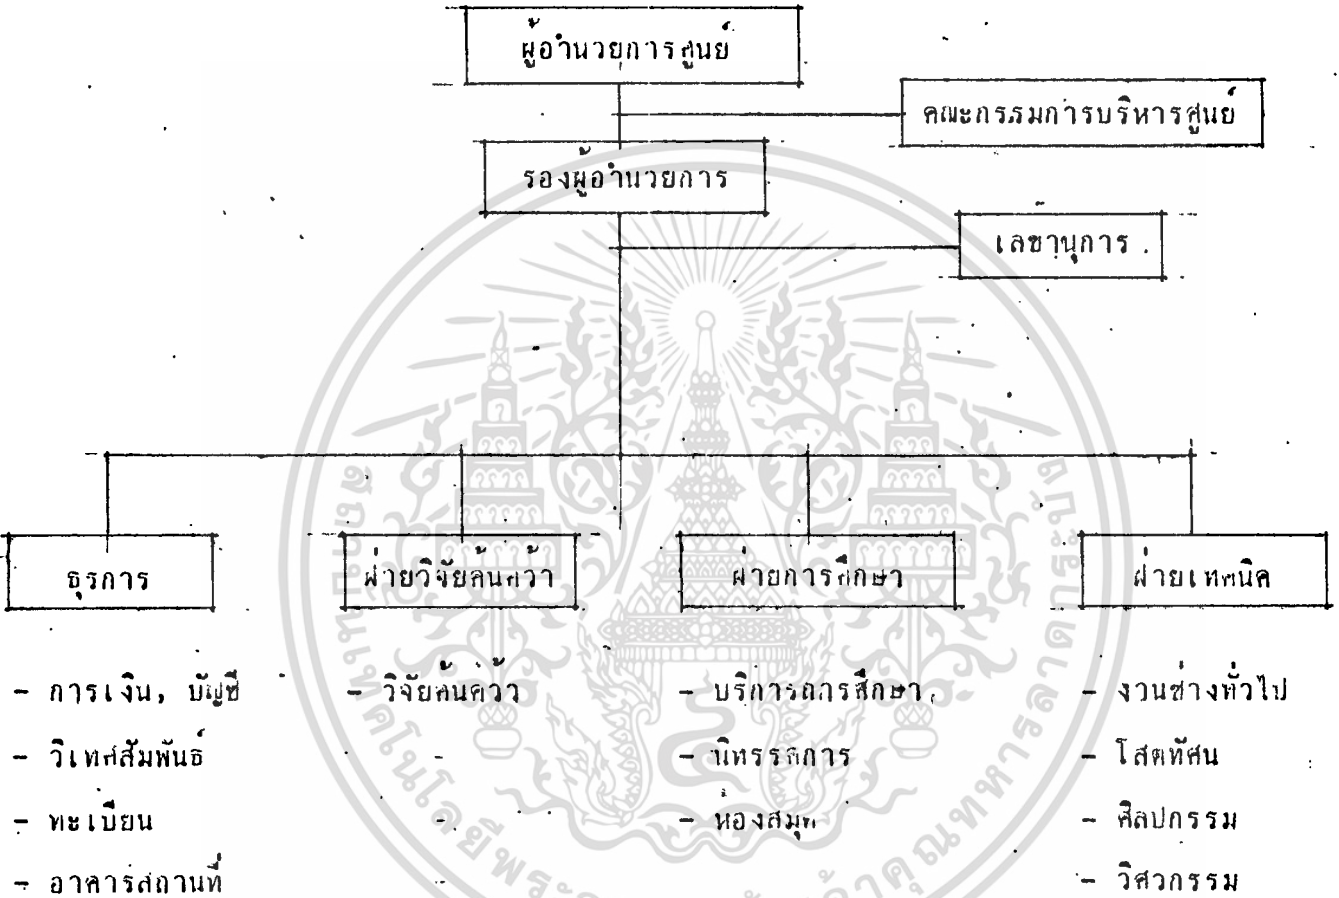 ผู้อำนวยการศูนย์
คณะกรรมการบริหารศูนย์
รองผู้อำนวยการ
เลขานุการ
ธุรการ
ฝ่ายวิจัยค้นคว้า
ฝ่ายการศึกษา
ฝ่ายเทคนิค
- การเงิน, บัญชี
- วิจัยค้นคว้า
- บริการการศึกษา
- งานช่างทั่วไป
- วิเทศสัมพันธ์
- นิทรรศการ
- โสตทัศน
- ทะเบียน
- ห้องสมุด
- ศิลปกรรม
- อาคารสถานที่
- วิศวกรรม